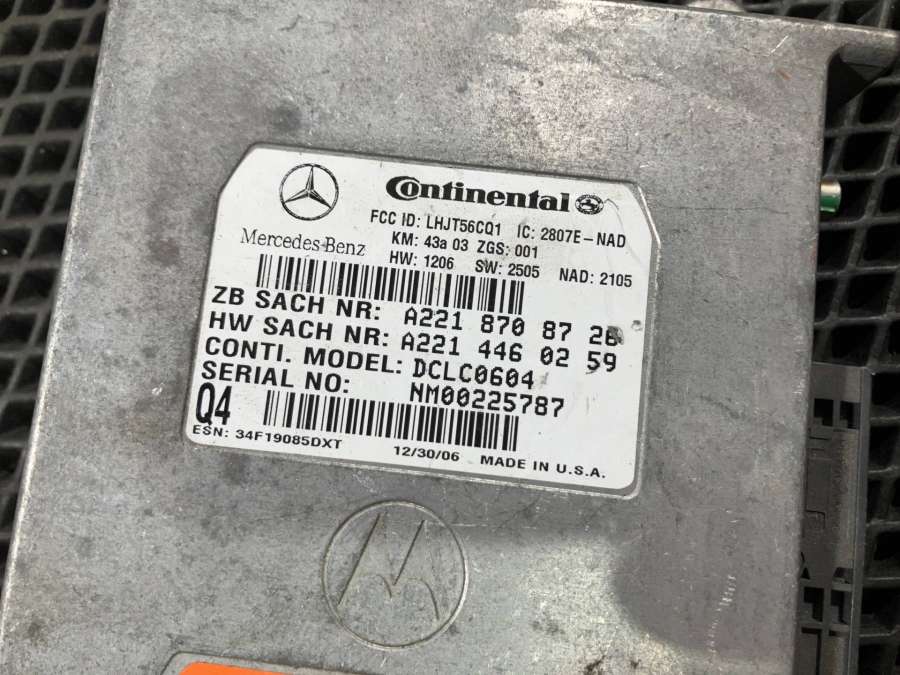 Continental
FCC ID: LHJT56CQ1 IC: 2807E-NAD
Mercedes-Benz
KM: 43a 03 ZGS: 001
HW: 1206 SW: 2505 NAD: 2105
ZB SACH NR: A221 870 87
HW SACH NR: A221 446 02 59
CONTI. MODEL: DCLC0604
SERIAL NO: NM00225787
Q4
ESN: 34F19085DXT 12/30/06 MADE IN U.S.A.